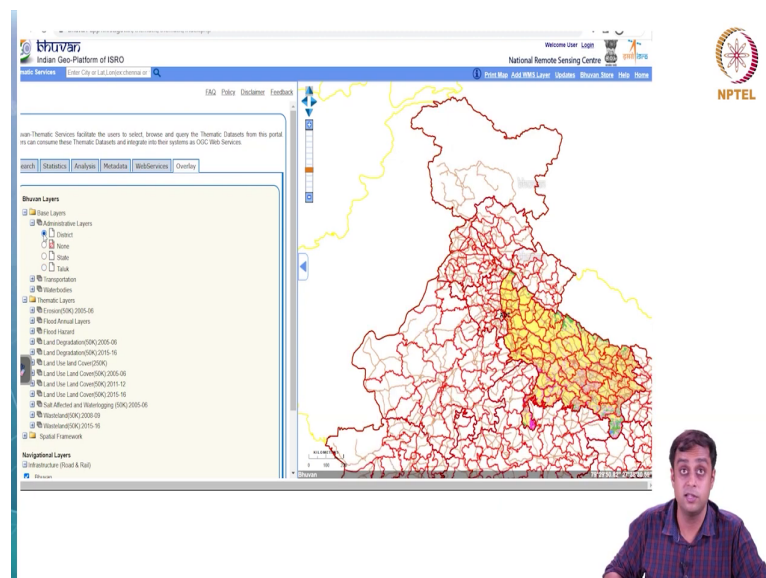 bhuvan
Indian Geo-Platform of ISRO
Welcome User Login
National Remote Sensing Centre
matic Services
Enter City or Lat,Lon(ex:chennai or
Print Map Add WMS Layer Updates Bhuvan Store Help Home
FAQ Policy Disclaimer Feedback
van-Thematic Services facilitate the users to select, browse and query the Thematic Datasets from this portal.
ers can consume these Thematic Datasets and integrate into their systems as OGC Web Services.
earch Statistics Analysis Metadata WebServices Overlay
Bhuvan Layers
Base Layers
Administrative Layers
District
None
State
Taluk
Transportation
Waterbodies
Thematic Layers
Erosion(50K):2005-06
Flood Annual Layers
Flood Hazard
Land Degradation(50K):2005-06
Land Degradation(50K):2015-16
Land Use land Cover(250K)
Land Use Land Cover(50K):2005-06
Land Use Land Cover(50K):2011-12
Land Use Land Cover(50K):2015-16
Salt Affected and Waterlogging (50K):2005-06
Wasteland(50K):2008-09
Wasteland(50K):2015-16
Spatial Framework
Navigational Layers
Infrastructure (Road & Rail)
Bhuvan
KILOMETERS
0 100
Bhuvan
NPTEL